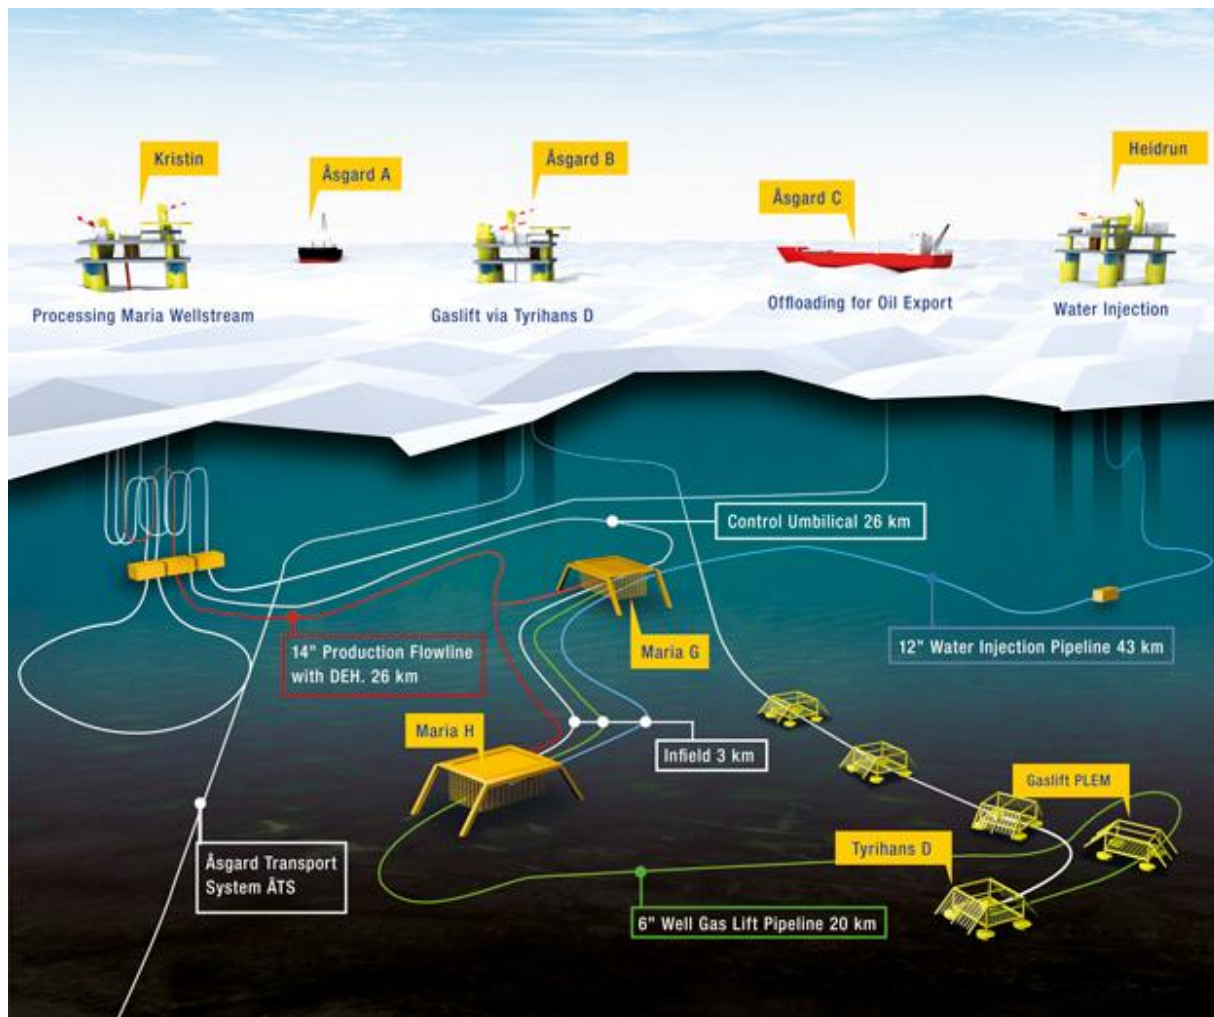 Kristin
Åsgard A
Åsgard B
Åsgard C
Heidrun
Processing Maria Wellstream
Gaslift via Tyrihans D
Offloading for Oil Export
Water Injection
Control Umbilical 26 km
14" Production Flowline
with DEH. 26 km
Maria G
12" Water Injection Pipeline 43 km
Maria H
Infield 3 km
Gaslift PLEM
Tyrihans D
Åsgard Transport
System ÅTS
6" Well Gas Lift Pipeline 20 km